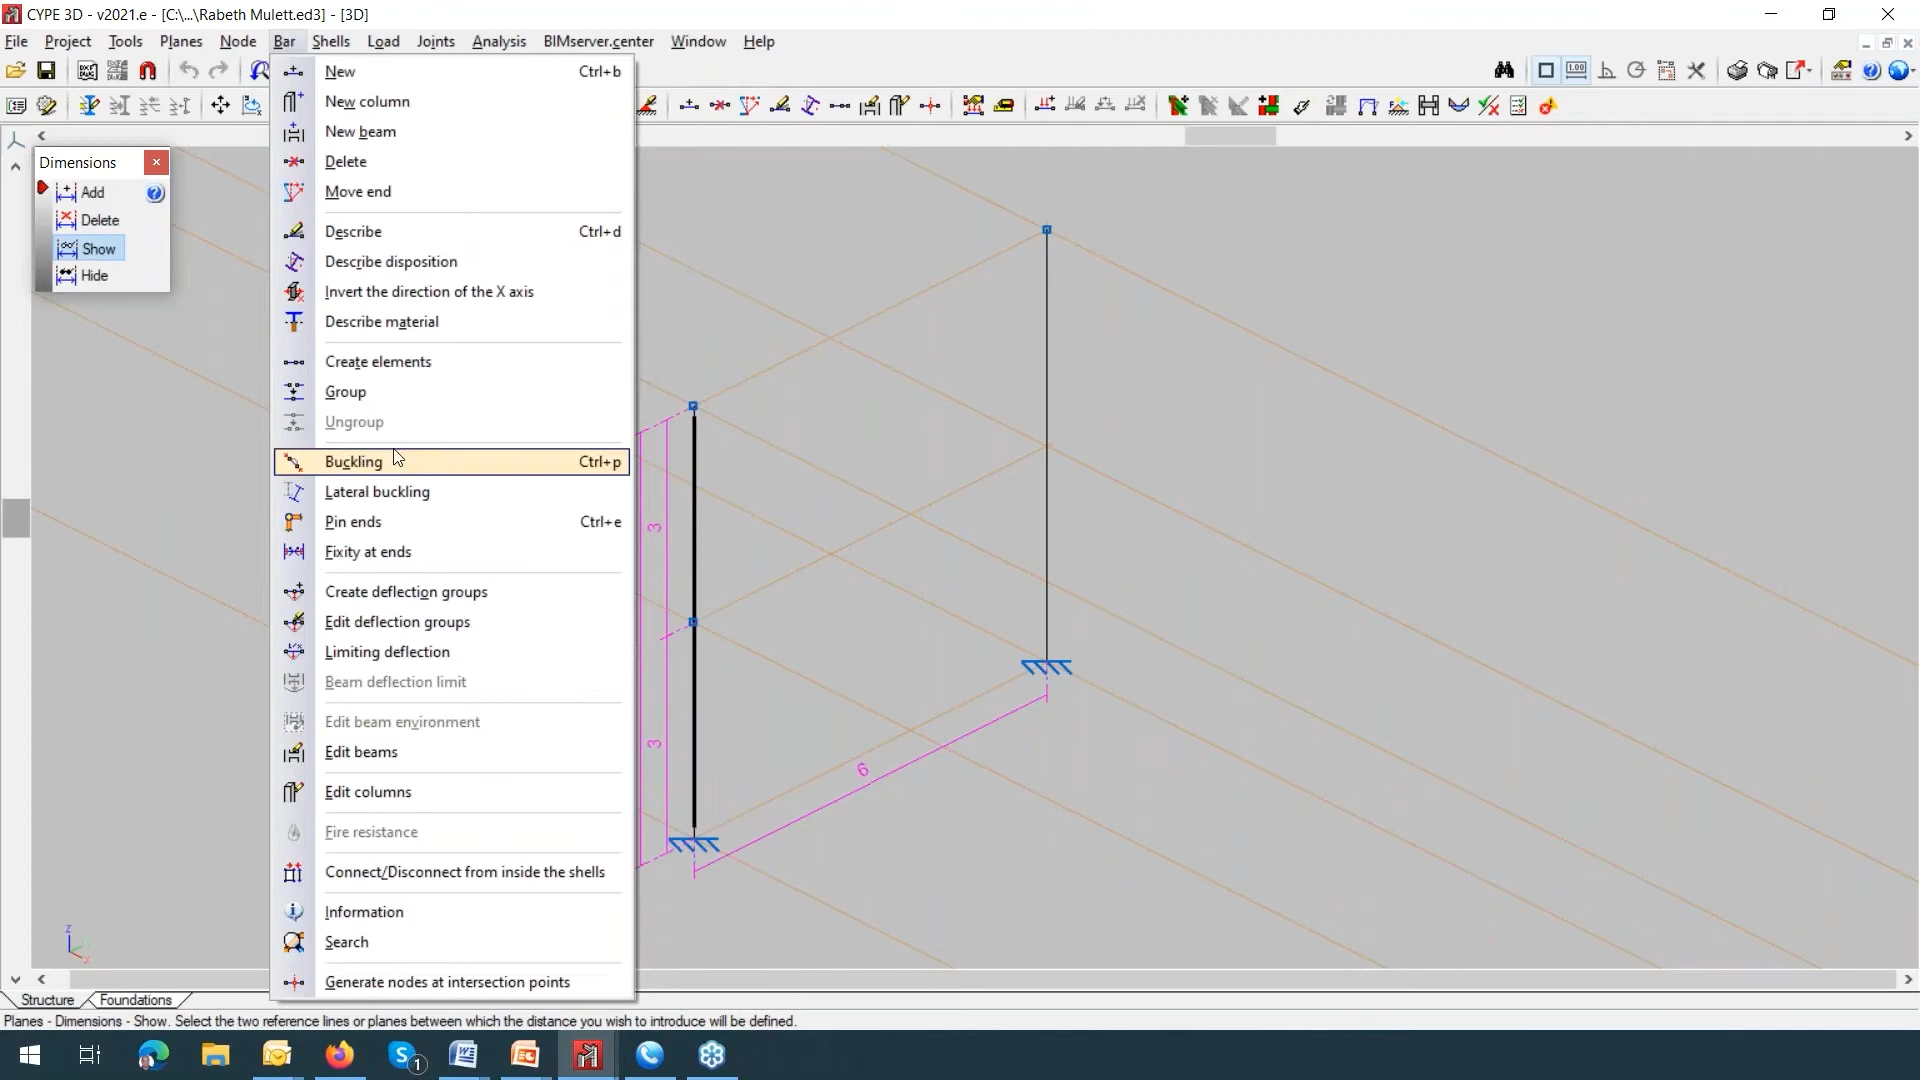 CYPE 3D - v2021.e - [C:\...\Rabeth Mulett.ed3] - [3D]
File Project Tools Planes Node Bar Shells Load Joints Analysis BIMserver.center Window Help
1.00
Dimensions
Add
Delete
Show
Hide
New Ctrl+b
New column
New beam
Delete
Move end
Describe Ctrl+d
Describe disposition
Invert the direction of the X axis
Describe material
Create elements
Group
Ungroup
Buckling Ctrl+p
Lateral buckling
Pin ends Ctrl+e
Fixity at ends
Create deflection groups
Edit deflection groups
Limiting deflection
Beam deflection limit
Edit beam environment
Edit beams
Edit columns
Fire resistance
Connect/Disconnect from inside the shells
Information
Search
Generate nodes at intersection points
3
3
6
Z
Structure Foundations
Planes - Dimensions - Show. Select the two reference lines or planes between which the distance you wish to introduce will be defined.
1